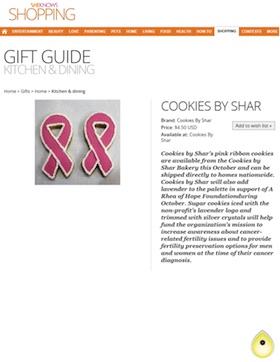 SHEKNOWS
SHOPPING
ENTERTAINMENT BEAUTY LOVE PARENTING PETS HOME LIVING FOOD HEALTH HOW TO SHOPPING COMMUNITY MORE
GIFT GUIDE
KITCHEN & DINING
Home > Gifts > Home > Kitchen & dining
COOKIES BY SHAR
Brand: Cookies By Shar
Price: $4.50 USD
Available at: Cookies By
Shar
Add to wish list »
Cookies by Shar's pink ribbon cookies
are available from the Cookies by
Shar Bakery this October and can be
shipped directly to homes nationwide.
Cookies by Shar will also add
lavender to the palette in support of A
Rhea of Hope Foundationduring
October. Sugar cookies iced with the
non-profit's lavender logo and
trimmed with silver crystals will help
fund the organization's mission to
increase awareness about cancer-
related fertility issues and to provide
fertility preservation options for men
and women at the time of their cancer
diagnosis.